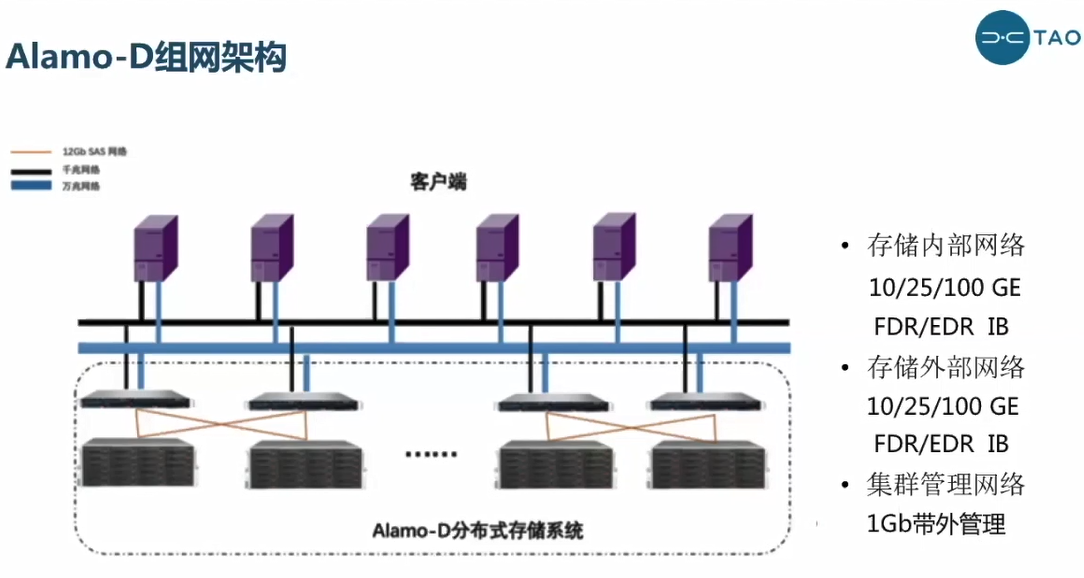 TAO
Alamo-D组网架构
12Gb SAS 网络
千兆网络
万兆网络
客户端
• 存储内部网络
10/25/100 GE
FDR/EDR IB
• 存储外部网络
10/25/100 GE
FDR/EDR IB
• 集群管理网络
1Gb带外管理
······
Alamo-D分布式存储系统